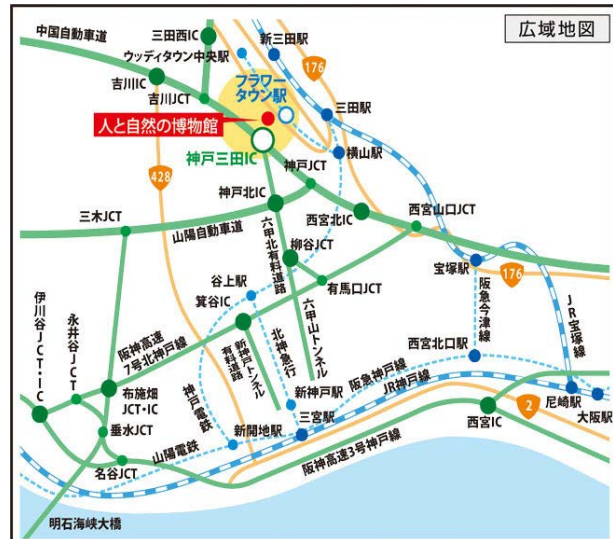 広域地図
中国自動車道
三田西IC
ウッディタウン中央駅
新三田駅
176
吉川IC
吉川JCT
フラワー
タウン駅
三田駅
人と自然の博物館
神戸三田IC
横山駅
428
神戸JCT
神戸北IC
西宮北IC
三木JCT
山陽自動車道
六甲北有料道路
西宮山口JCT
柳谷JCT
谷上駅
有馬口JCT
宝塚駅
176
箕谷IC
伊川谷JCT・IC
永井谷JCT
阪神高速
7号北神戸線
六甲山トンネル
阪急今津線
JR宝塚線
新神戸トンネル
有料道路
北神急行
西宮北口駅
布施畑
JCT・IC
神戸電鉄
新神戸駅
阪急神戸線
JR神戸線
垂水JCT
新開地駅
三宮駅
2
尼崎駅
大阪駅
西宮IC
山陽電鉄
名谷JCT
阪神高速3号神戸線
明石海峡大橋